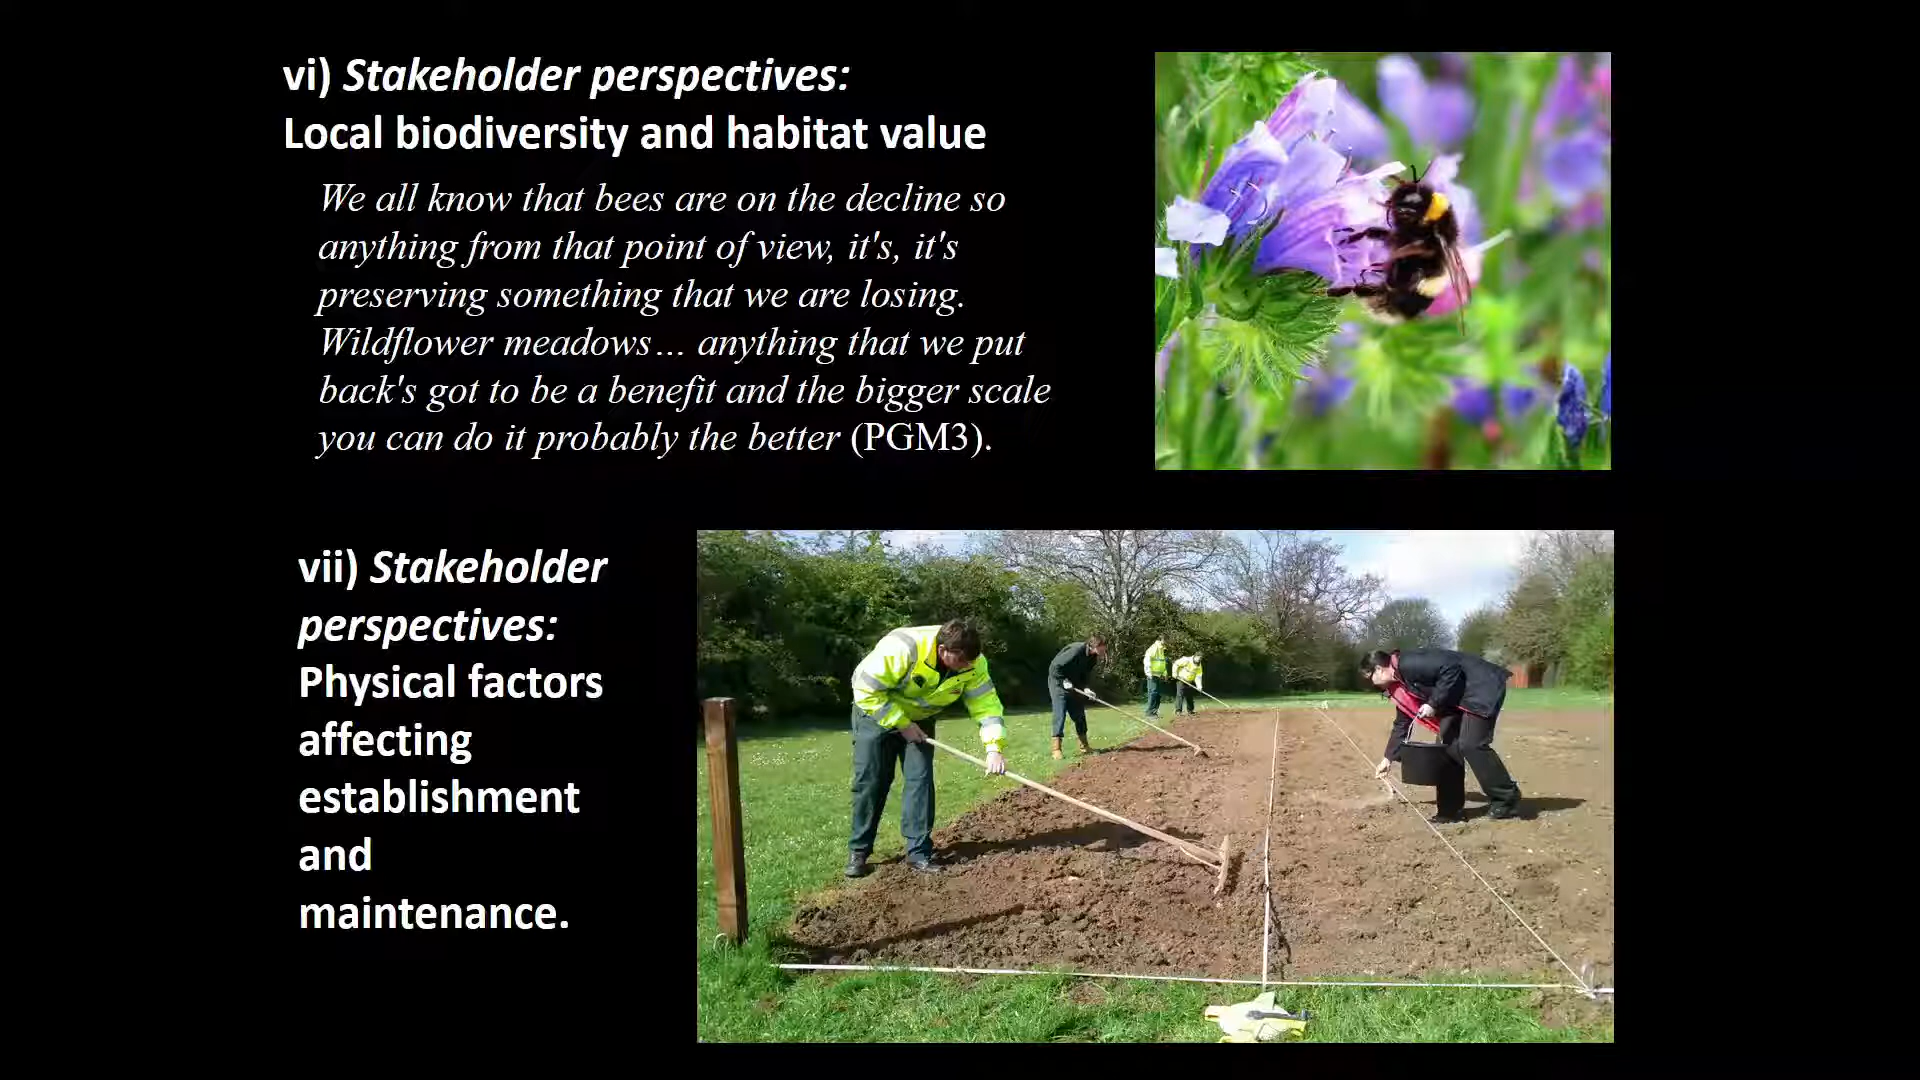 vi) Stakeholder perspectives:
Local biodiversity and habitat value
We all know that bees are on the decline so
anything from that point of view, it's, it's
preserving something that we are losing.
Wildflower meadows… anything that we put
back's got to be a benefit and the bigger scale
you can do it probably the better (PGM3).
vii) Stakeholder
perspectives:
Physical factors
affecting
establishment
and
maintenance.